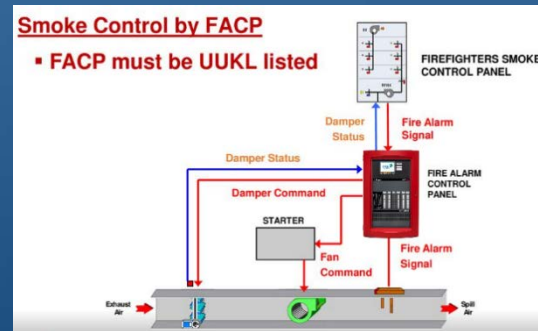 Smoke Control by FACP
▪ FACP must be UUKL listed
FIREFIGHTERS SMOKE
CONTROL PANEL
Damper
Status
Fire Alarm
Signal
Damper Status
Damper Command
FIRE ALARM
CONTROL
PANEL
STARTER
Fan
Command
Fire Alarm
Signal
Exhaust
Air
Spill
Air